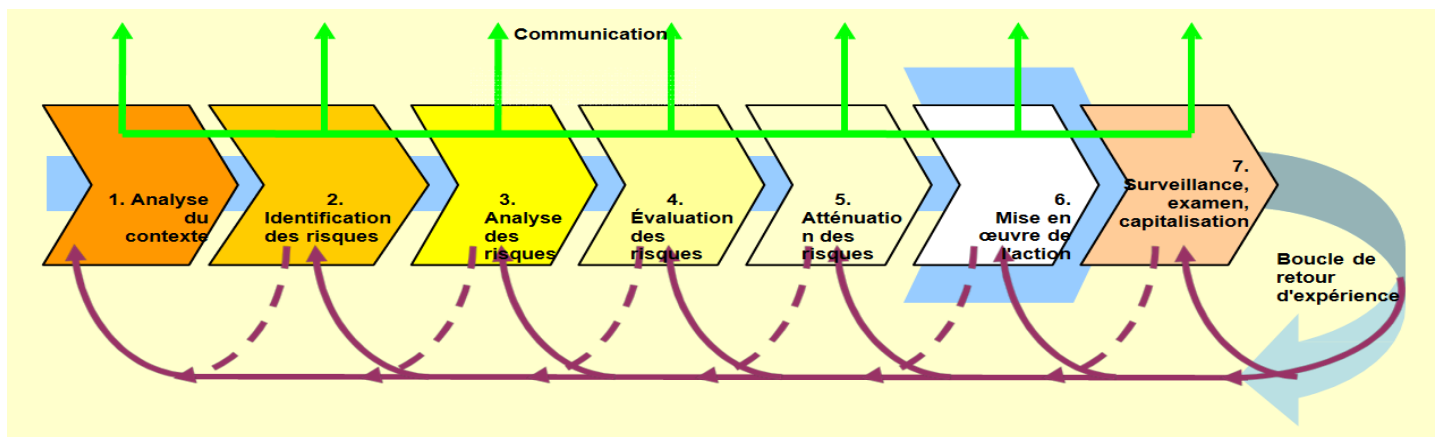 Communication
1. Analyse
du
contexte
2.
Identification
des risques
3.
Analyse
des
risques
4.
Évaluation
des
risques
5.
Atténuatio
n des
risques
6.
Mise en
œuvre de
l'action
7.
Surveillance,
examen,
capitalisation
Boucle de
retour
d'expérience